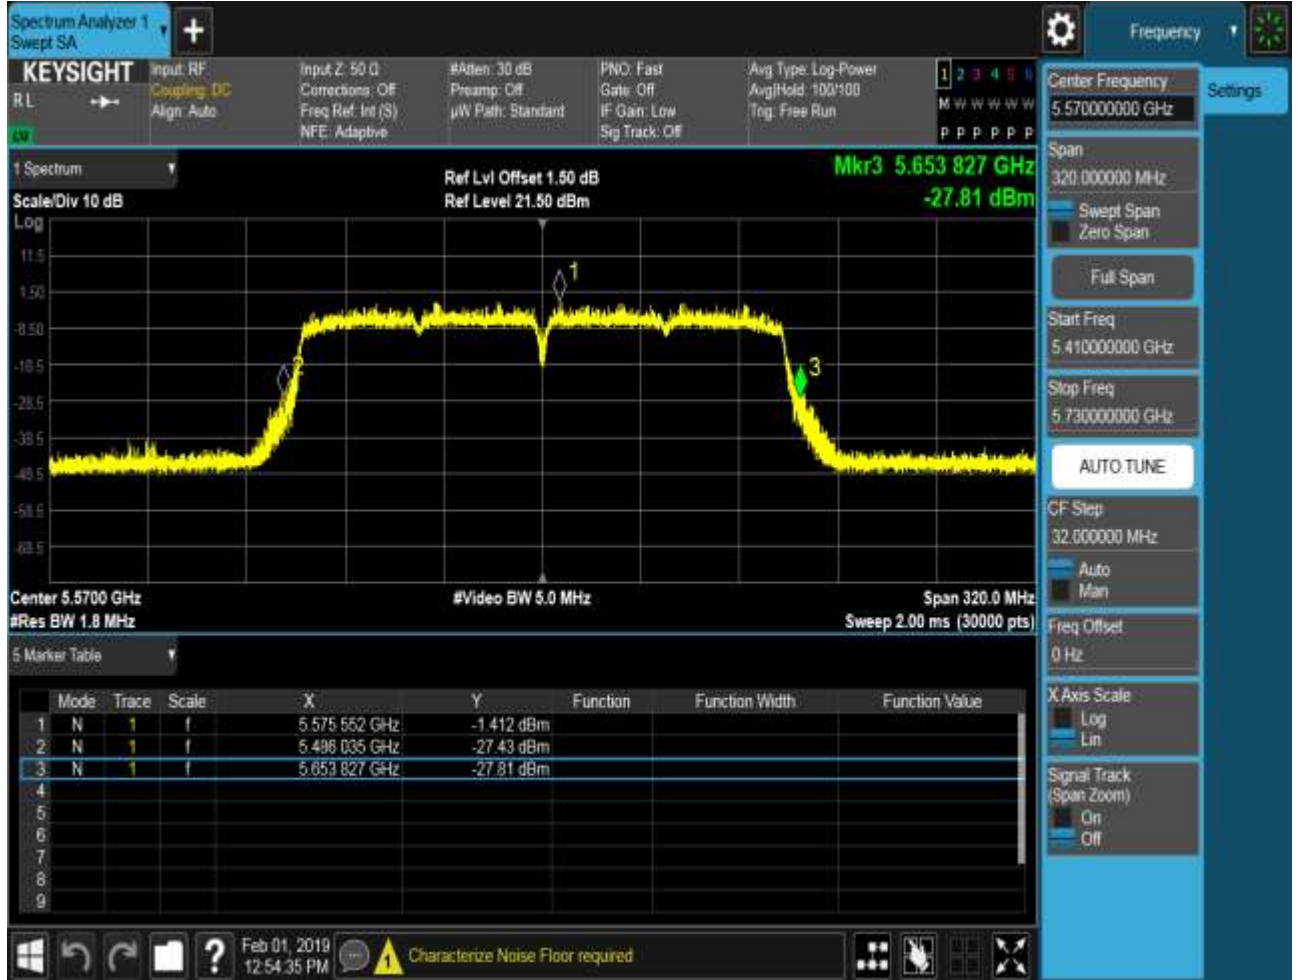 Spectrum Analyzer 1
Swept SA
+
Frequency
KEYSIGHT
RL
Input: RF
Coupling: DC
Align: Auto
Input Z: 50 Ω
Corrections: Off
Freq Ref: Int (S)
NFE: Adaptive
#Atten: 30 dB
Preamp: Off
µW Path: Standard
PNO: Fast
Gate: Off
IF Gain: Low
Sig Track: Off
Avg Type: Log-Power
Avg|Hold: 100/100
Trig: Free Run
1 2 3 4 5 6
M W W W W W
P P P P P P
1 Spectrum
Scale/Div 10 dB
Ref Lvl Offset 1.50 dB
Ref Level 21.50 dBm
Mkr3 5.653 827 GHz
-27.81 dBm
Log
11.5
1.50
-8.50
-18.5
-28.5
-38.5
-48.5
-58.5
-68.5
1
2
3
Center 5.5700 GHz
#Video BW 5.0 MHz
Span 320.0 MHz
#Res BW 1.8 MHz
Sweep 2.00 ms (30000 pts)
5 Marker Table
Mode Trace Scale X Y Function Function Width Function Value
1 N 1 f 5.575 552 GHz -1.412 dBm
2 N 1 f 5.486 035 GHz -27.43 dBm
3 N 1 f 5.653 827 GHz -27.81 dBm
4
5
6
7
8
9
Center Frequency
5.570000000 GHz
Settings
Span
320.000000 MHz
Swept Span
Zero Span
Full Span
Start Freq
5.410000000 GHz
Stop Freq
5.730000000 GHz
AUTO TUNE
CF Step
32.000000 MHz
Auto
Man
Freq Offset
0 Hz
X Axis Scale
Log
Lin
Signal Track
(Span Zoom)
On
Off
?
Feb 01, 2019
12:54:35 PM
1
Characterize Noise Floor required